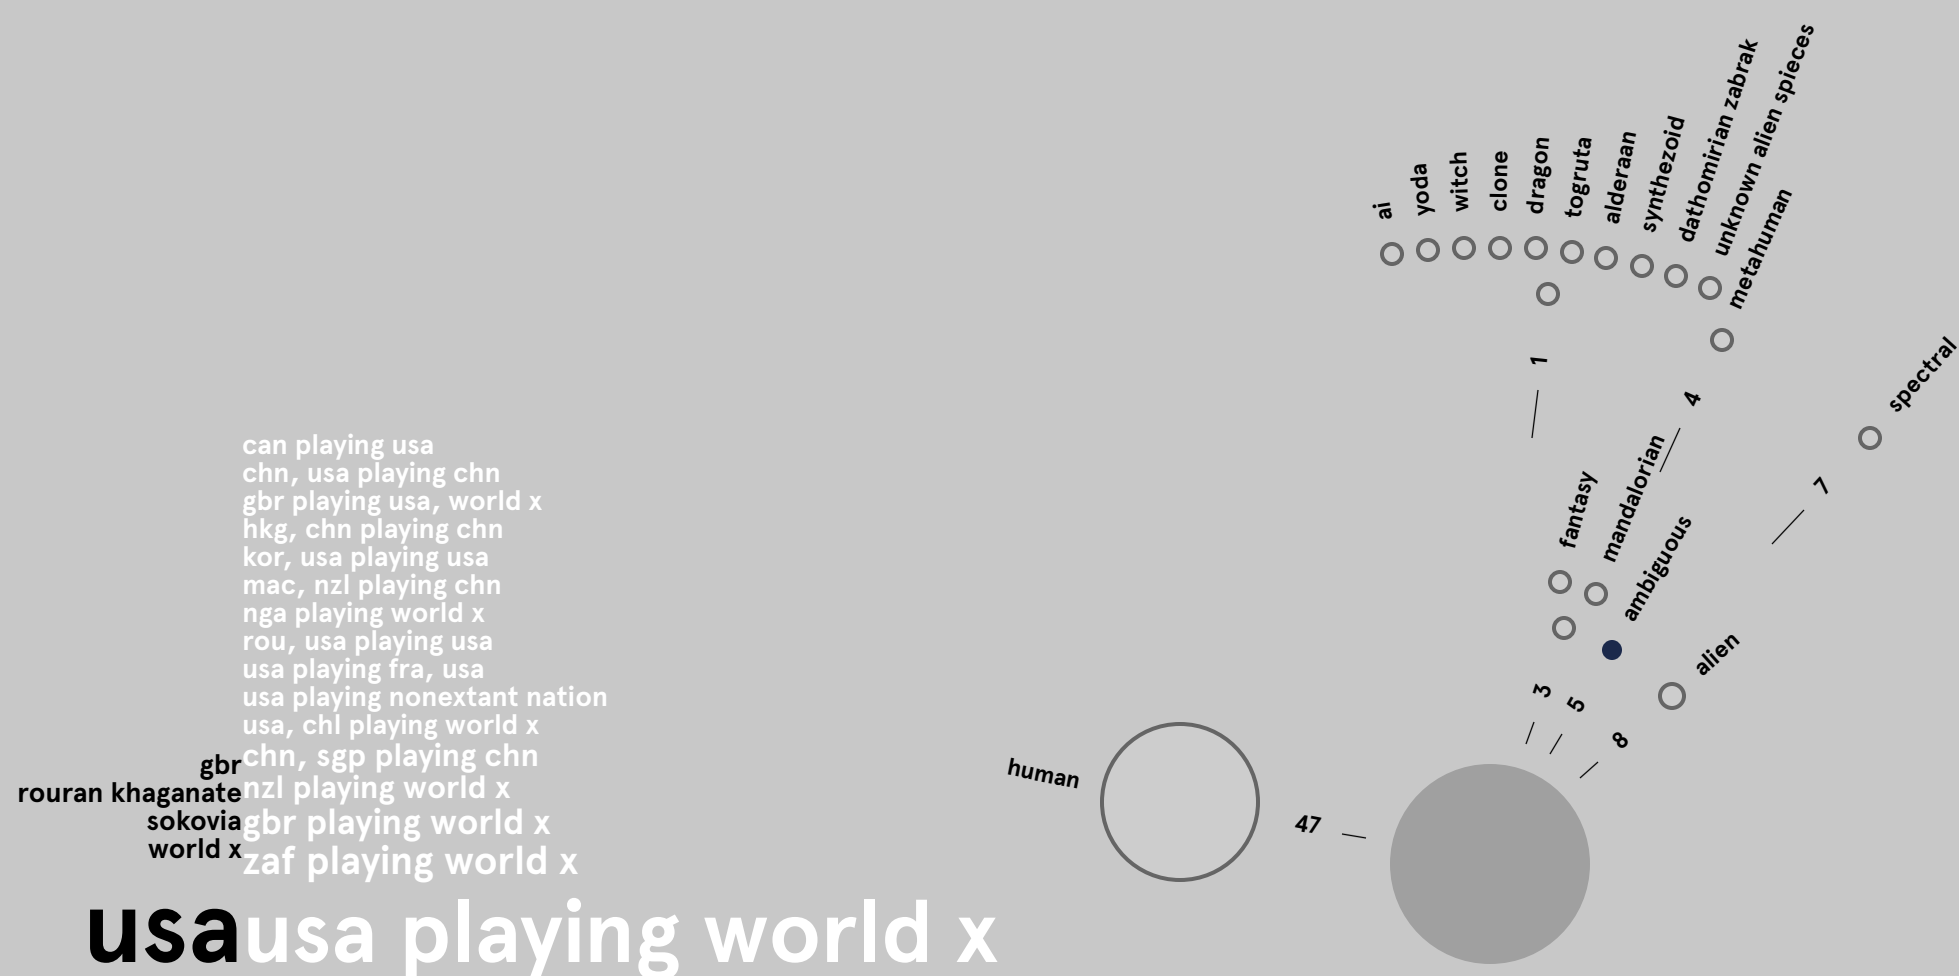 can playing usa
chn, usa playing chn
gbr playing usa, world x
hkg, chn playing chn
kor, usa playing usa
mac, nzl playing chn
nga playing world x
rou, usa playing usa
usa playing fra, usa
usa playing nonextant nation
usa, chl playing world x
chn, sgp playing chn
nzl playing world x
gbr playing world x
zaf playing world x
usa playing world x
gbr
rouran khaganate
sokovia
world x
usa
human
47
ai
yoda
witch
clone
dragon
togruta
alderaan
synthezoid
dathomirian zabrak
unknown alien spieces
metahuman
1
4
spectral
7
fantasy
mandalorian
ambiguous
alien
3
5
8